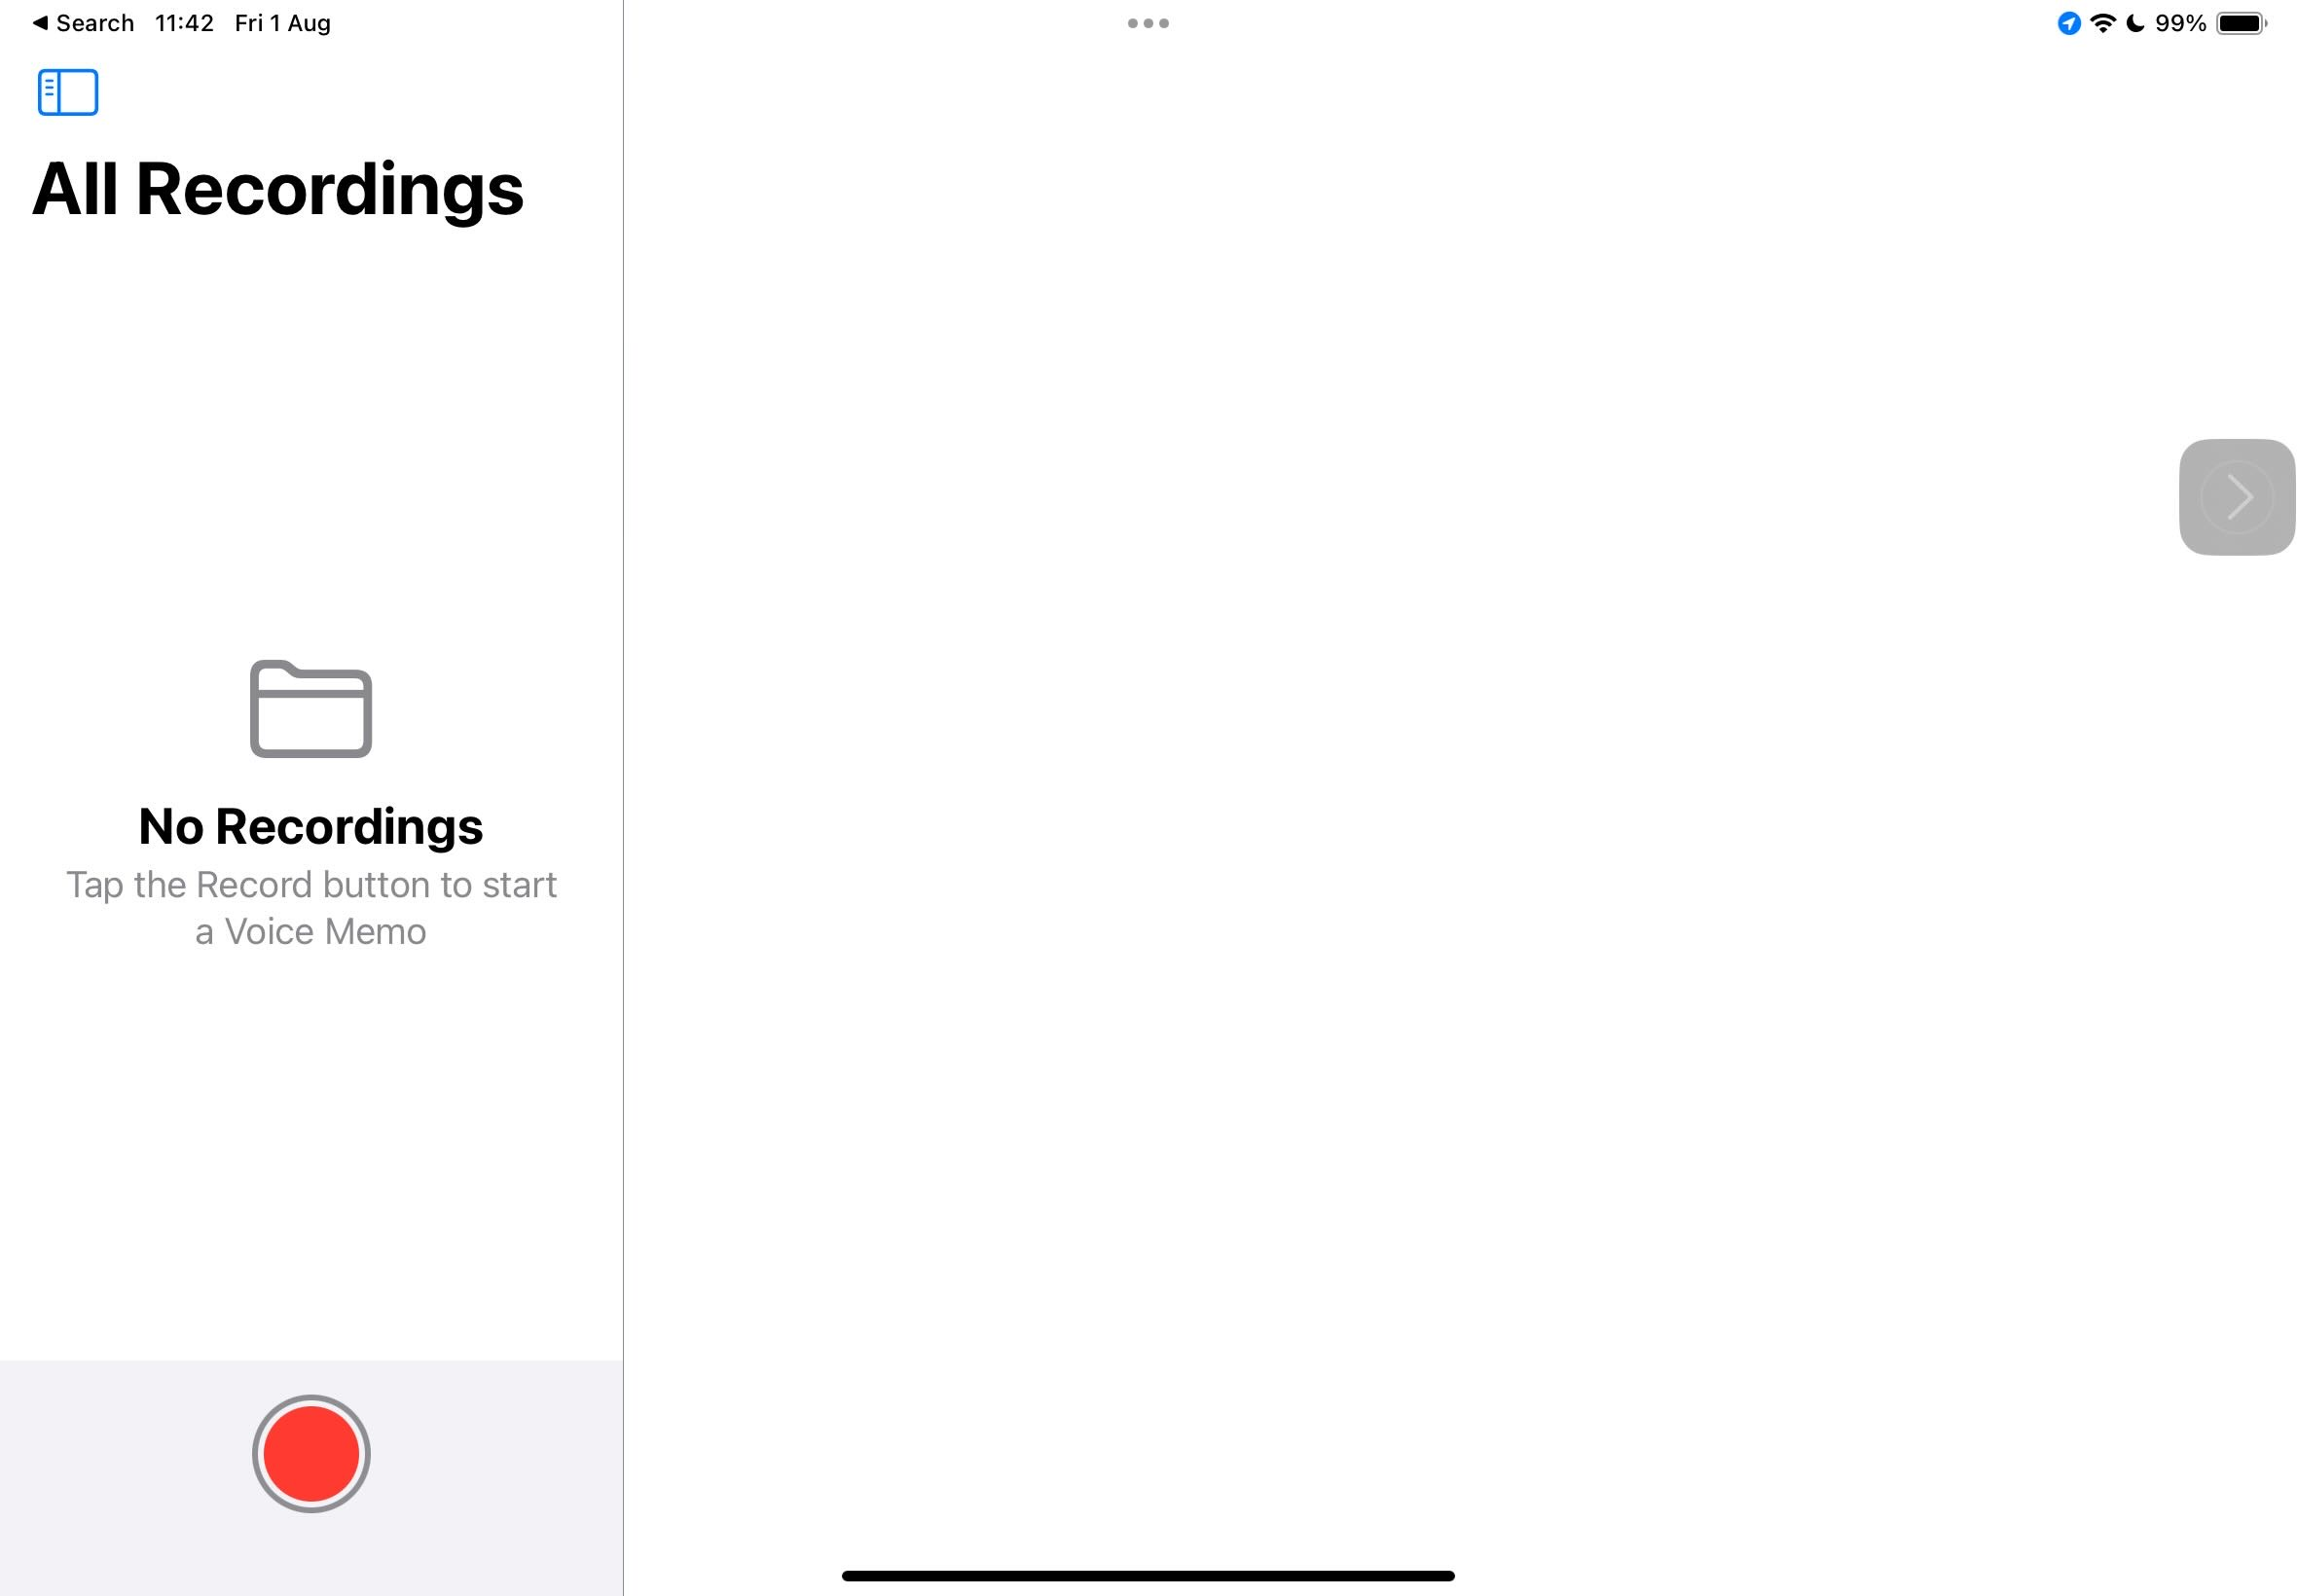 Search 11:42 Fri 1 Aug
99%
All Recordings
No Recordings
Tap the Record button to start
a Voice Memo